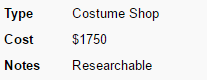 Type Costume Shop
Cost $1750
Notes Researchable